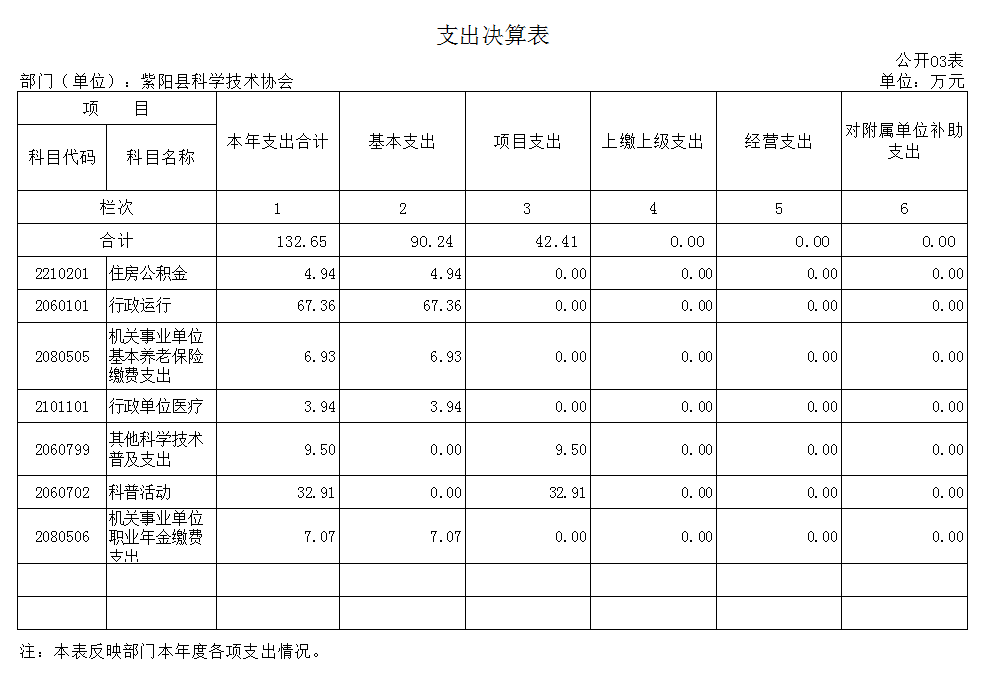 支出决算表
公开03表
部门（单位）：紫阳县科学技术协会 单位：万元
项 目 本年支出合计 基本支出 项目支出 上缴上级支出 经营支出 对附属单位补助支出
科目代码 科目名称
栏次 1 2 3 4 5 6
合计 132.65 90.24 42.41 0.00 0.00 0.00
2210201 住房公积金 4.94 4.94 0.00 0.00 0.00 0.00
2060101 行政运行 67.36 67.36 0.00 0.00 0.00 0.00
2080505 机关事业单位基本养老保险缴费支出 6.93 6.93 0.00 0.00 0.00 0.00
2101101 行政单位医疗 3.94 3.94 0.00 0.00 0.00 0.00
2060799 其他科学技术普及支出 9.50 0.00 9.50 0.00 0.00 0.00
2060702 科普活动 32.91 0.00 32.91 0.00 0.00 0.00
2080506 机关事业单位职业年金缴费支出 7.07 7.07 0.00 0.00 0.00 0.00
注：本表反映部门本年度各项支出情况。